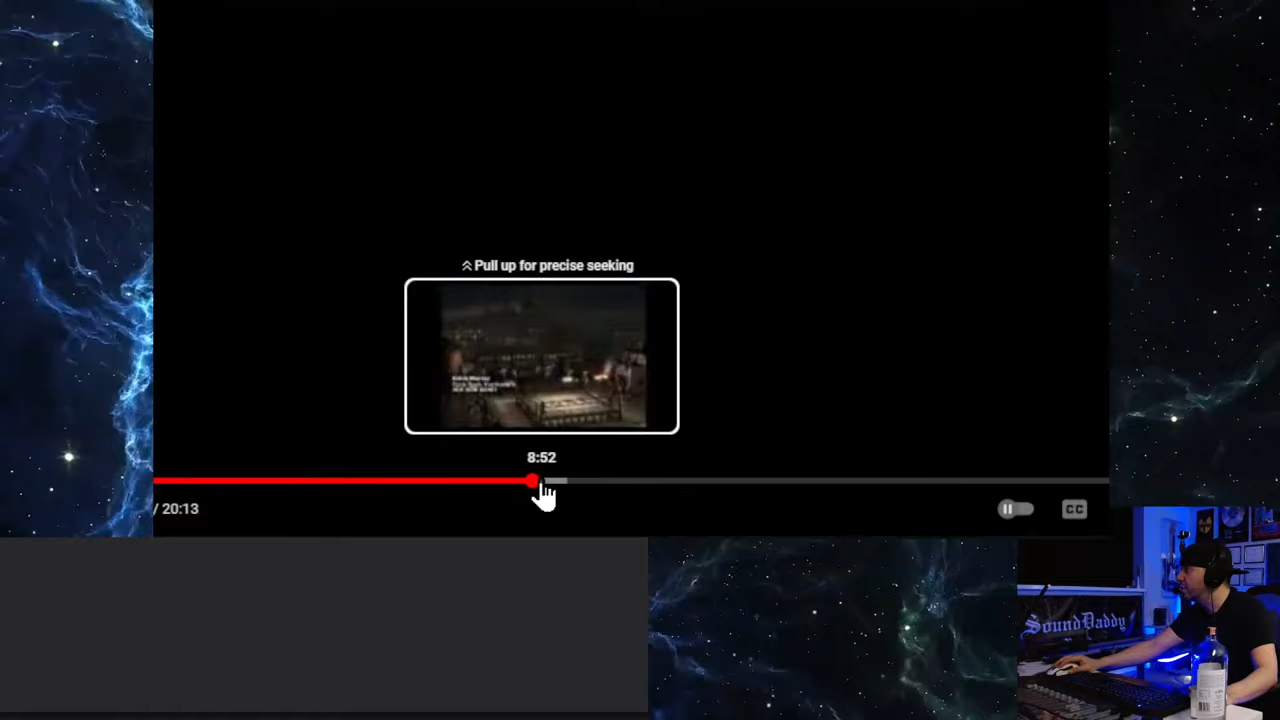 Pull up for precise seeking
8:52
/ 20:13
CC
SoundDaddy